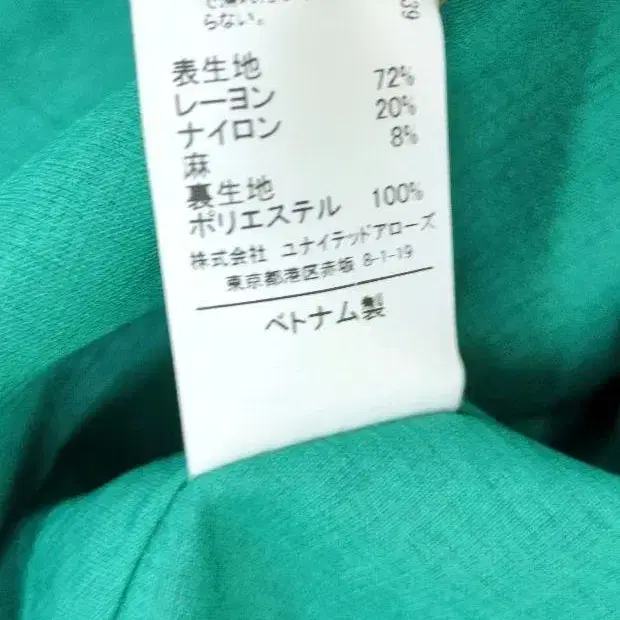 らない。
39
表生地
レーヨン 72%
ナイロン 20%
麻 8%
裏生地
ポリエステル 100%
株式会社 ユナイテッドアローズ
東京都港区赤坂 8-1-19
ベトナム製